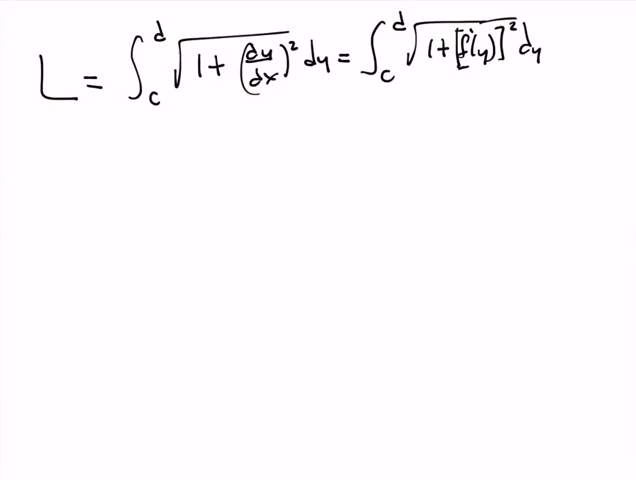 L = ∫_c^d √(1 + (dy/dx)²) dy = ∫_c^d √(1 + [f'(y)]²) dy